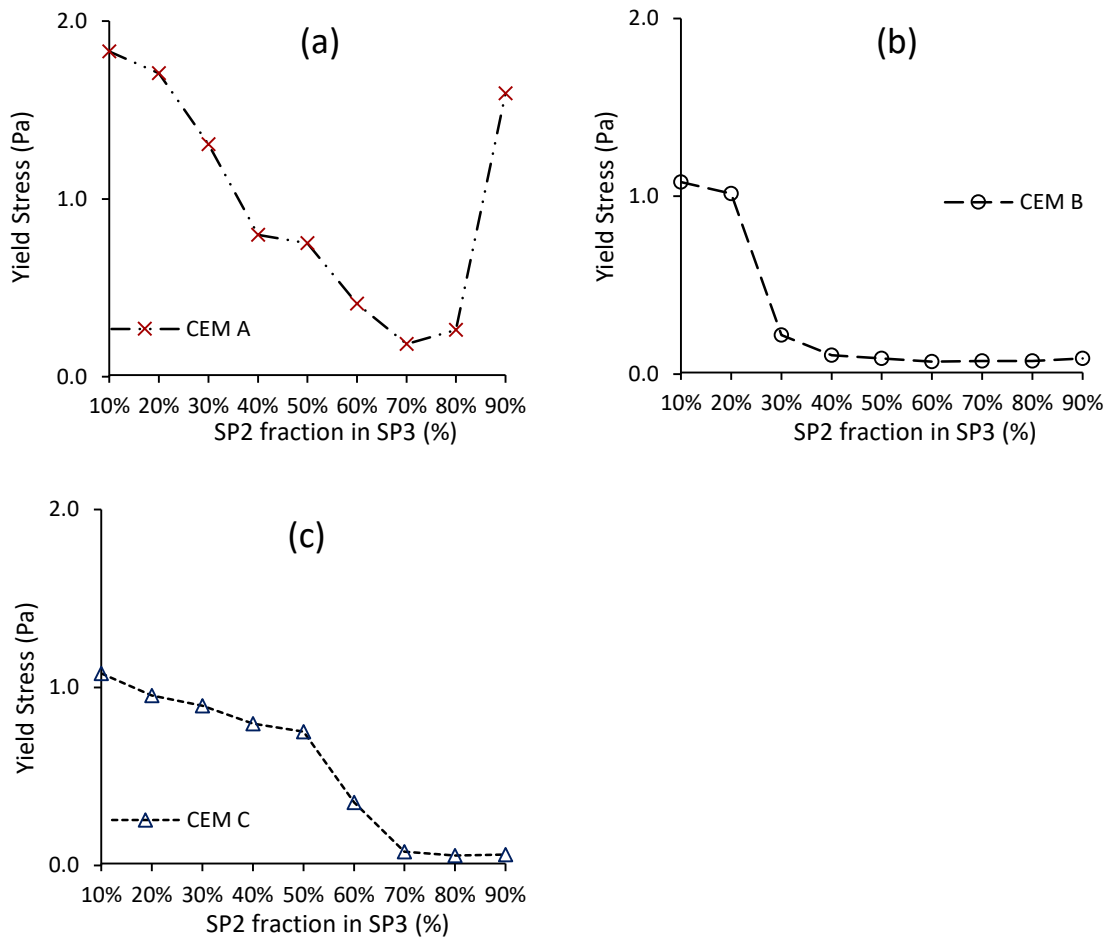 (a)
Yield Stress (Pa)
2.0
1.0
0.0
CEM A
10% 20% 30% 40% 50% 60% 70% 80% 90%
SP2 fraction in SP3 (%)
(b)
Yield Stress (Pa)
2.0
1.0
0.0
CEM B
10% 20% 30% 40% 50% 60% 70% 80% 90%
SP2 fraction in SP3 (%)
(c)
Yield Stress (Pa)
2.0
1.0
0.0
CEM C
10% 20% 30% 40% 50% 60% 70% 80% 90%
SP2 fraction in SP3 (%)